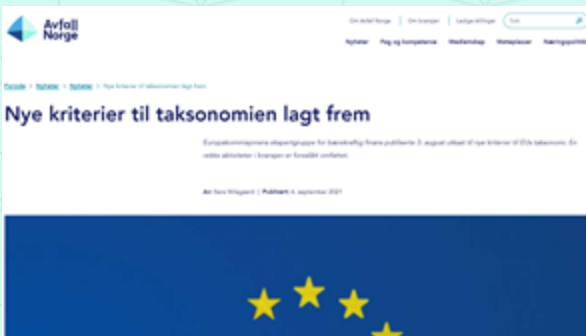 Avfall
Norge
Om Avfall Norge
Om bransjen
Ledige stillinger
Søk
Nyheter
Fag og kompetanse
Medlemskap
Møteplasser
Næringspolitikk
Forside > Nyheter > Nyheter > Nye kriterier til taksonomien lagt frem
Nye kriterier til taksonomien lagt frem
Europakommisjonens ekspertgruppe for bærekraftig finans publiserte 3. august utkast til nye kriterier til EUs taksonomi. En
rekke aktiviteter i bransjen er foreslått omfattet.
Av: | Publisert: september 2021